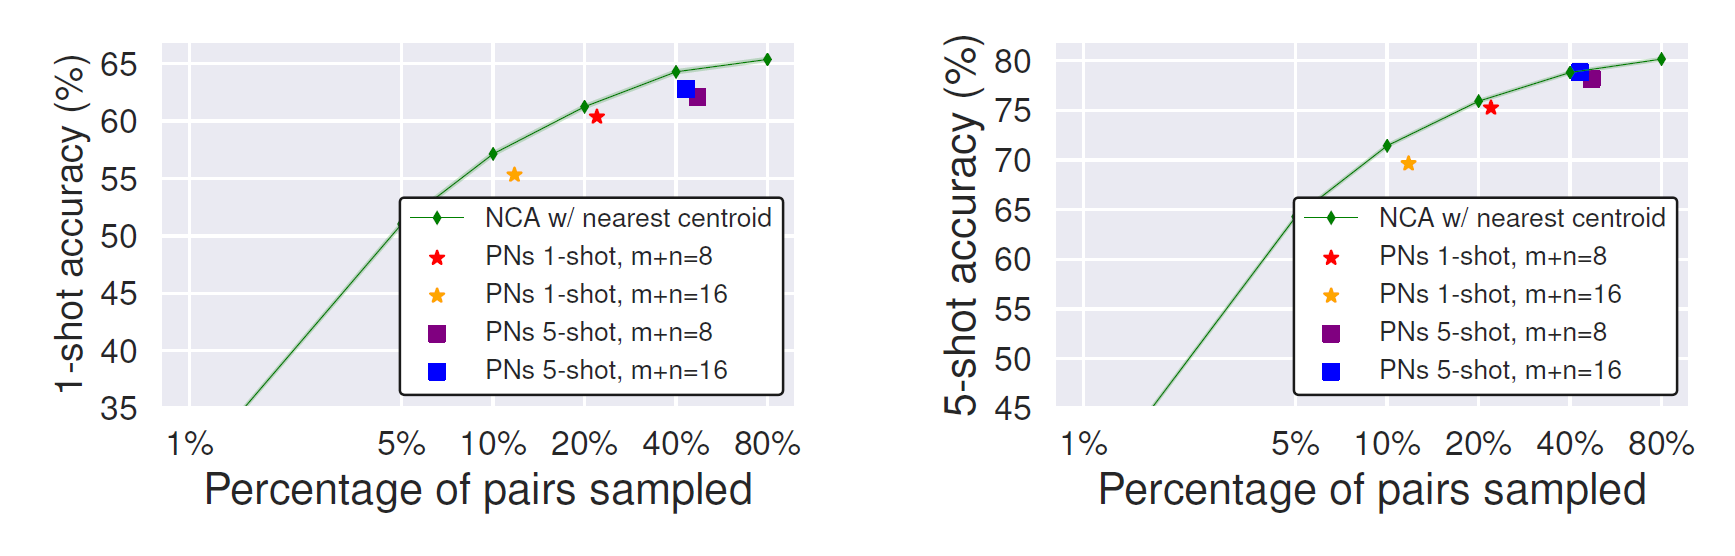 1-shot accuracy (%)
65
60
55
50
45
40
35
NCA w/ nearest centroid
PNs 1-shot, m+n=8
PNs 1-shot, m+n=16
PNs 5-shot, m+n=8
PNs 5-shot, m+n=16
1% 5% 10% 20% 40% 80%
Percentage of pairs sampled
5-shot accuracy (%)
80
75
70
65
60
55
50
45
NCA w/ nearest centroid
PNs 1-shot, m+n=8
PNs 1-shot, m+n=16
PNs 5-shot, m+n=8
PNs 5-shot, m+n=16
1% 5% 10% 20% 40% 80%
Percentage of pairs sampled